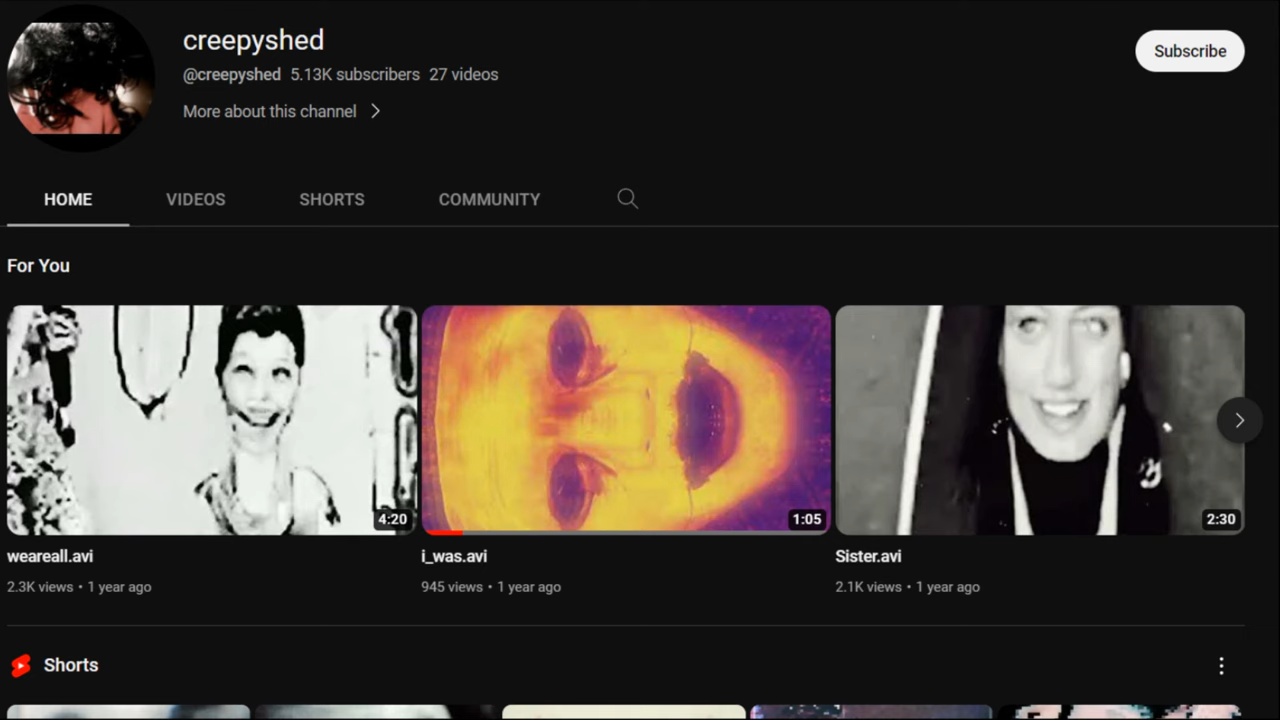 creepyshed
@creepyshed 5.13K subscribers 27 videos
More about this channel
Subscribe
HOME VIDEOS SHORTS COMMUNITY
For You
4:20 1:05 2:30
weareall.avi i_was.avi Sister.avi
2.3K views • 1 year ago 945 views • 1 year ago 2.1K views • 1 year ago
Shorts